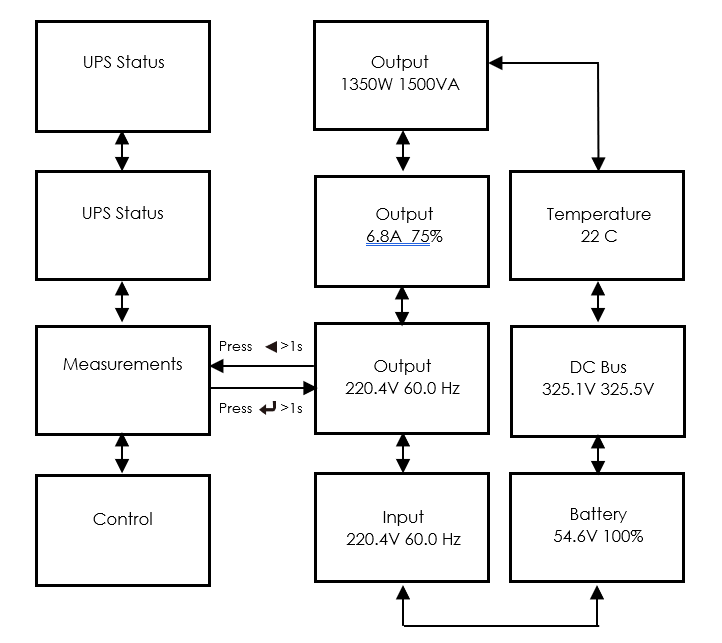 UPS Status
UPS Status
Measurements
Control
Press ◄ >1s
Press ↵ >1s
Output
1350W 1500VA
Output
6.8A 75%
Output
220.4V 60.0 Hz
Input
220.4V 60.0 Hz
Temperature
22 C
DC Bus
325.1V 325.5V
Battery
54.6V 100%